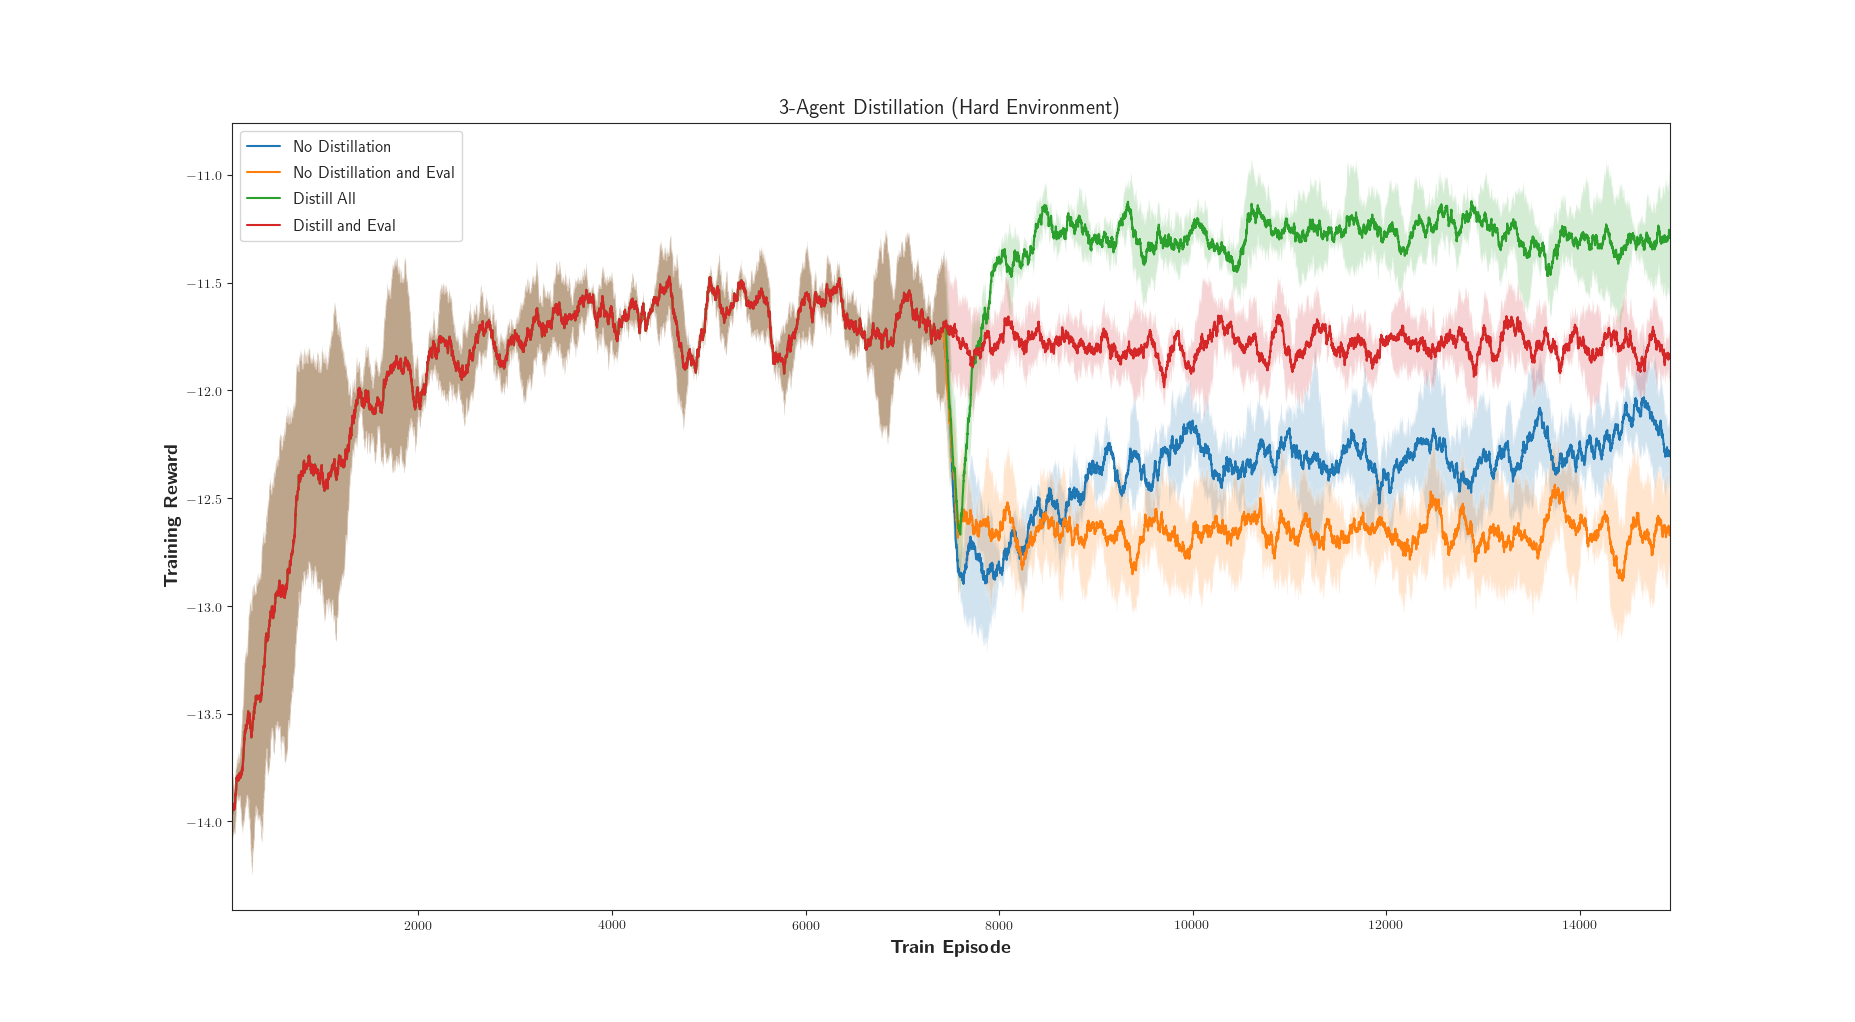 3-Agent Distillation (Hard Environment)
No Distillation
No Distillation and Eval
Distill All
Distill and Eval
−11.0
−11.5
−12.0
−12.5
−13.0
−13.5
−14.0
Training Reward
2000 4000 6000 8000 10000 12000 14000
Train Episode